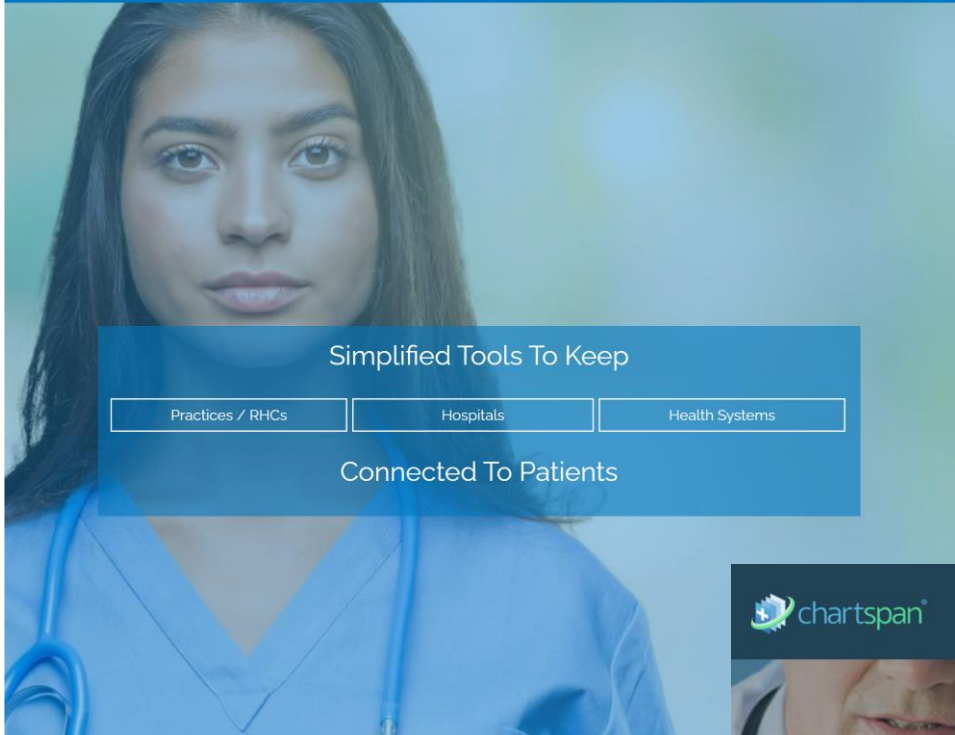 Simplified Tools To Keep
Practices / RHCs
Hospitals
Health Systems
Connected To Patients
chartspan®